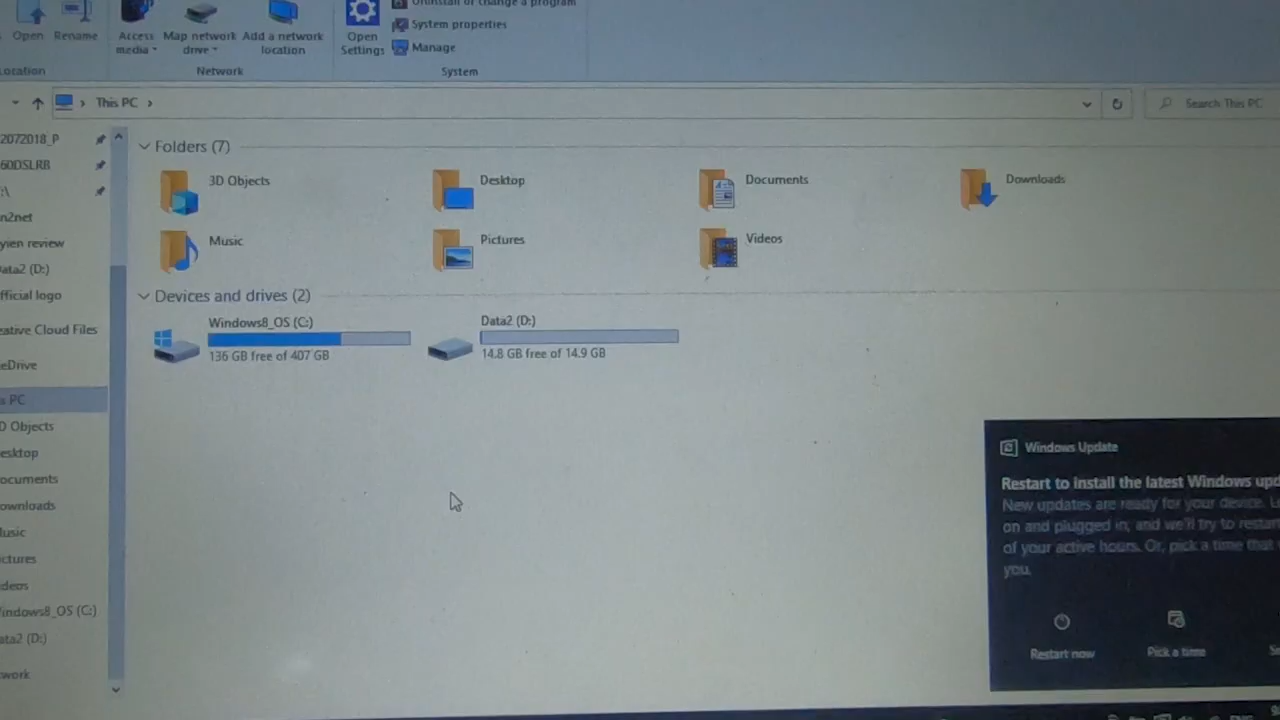 Uninstall or change a program
Open
Rename
Access media
Map network drive
Add a network location
Open Settings
System properties
Manage
Network
System
This PC
Search This PC
2072018_P
60DSLRB
n2net
yien review
ata2 (D:)
fficial logo
eative Cloud Files
eDrive
s PC
D Objects
esktop
ocuments
ownloads
usic
ictures
deos
indows8_OS (C:)
ata2 (D:)
work
Folders (7)
3D Objects
Desktop
Documents
Downloads
Music
Pictures
Videos
Devices and drives (2)
Windows8_OS (C:)
136 GB free of 407 GB
Data2 (D:)
14.8 GB free of 14.9 GB
Windows Update
Restart to install the latest Windows upd
New updates are ready for your device. L
on and plugged in, and we'll try to restar
of your active hours. Or, pick a time that
you.
Restart now
Pick a time